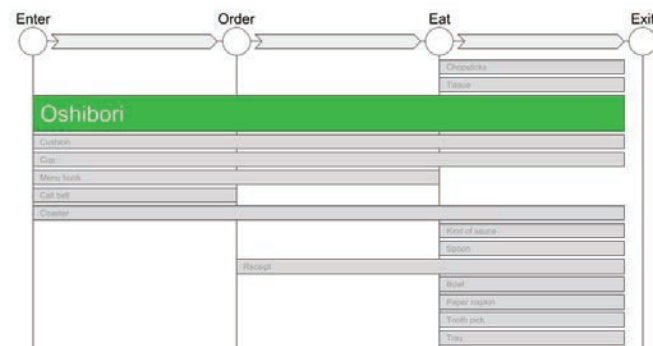 Enter Order Eat Exit
Chopsticks
Tissue
Oshibori
Cushion
Cup
Menu book
Call bell
Coaster
Kind of sauce
Spoon
Receipt
Bowl
Paper napkin
Tooth pick
Tray